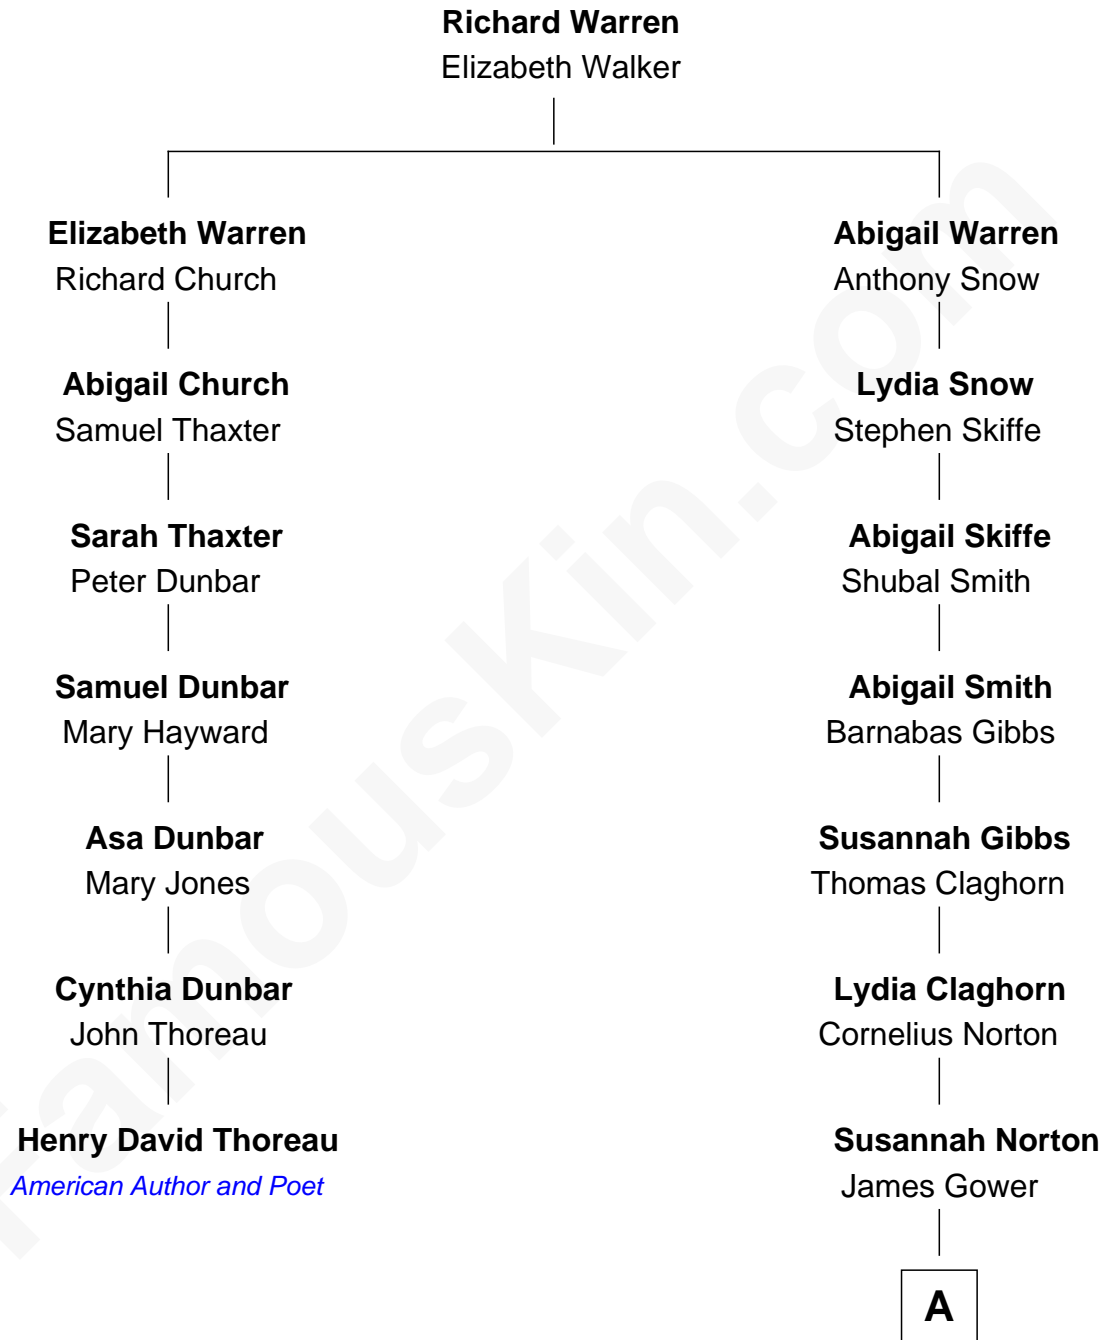 Richard Warren
Elizabeth Walker
Elizabeth Warren
Richard Church
Abigail Church
Samuel Thaxter
Sarah Thaxter
Peter Dunbar
Samuel Dunbar
Mary Hayward
Asa Dunbar
Mary Jones
Cynthia Dunbar
John Thoreau
Henry David Thoreau
American Author and Poet
Abigail Warren
Anthony Snow
Lydia Snow
Stephen Skiffe
Abigail Skiffe
Shubal Smith
Abigail Smith
Barnabas Gibbs
Susannah Gibbs
Thomas Claghorn
Lydia Claghorn
Cornelius Norton
Susannah Norton
James Gower
A
FamousKin.com